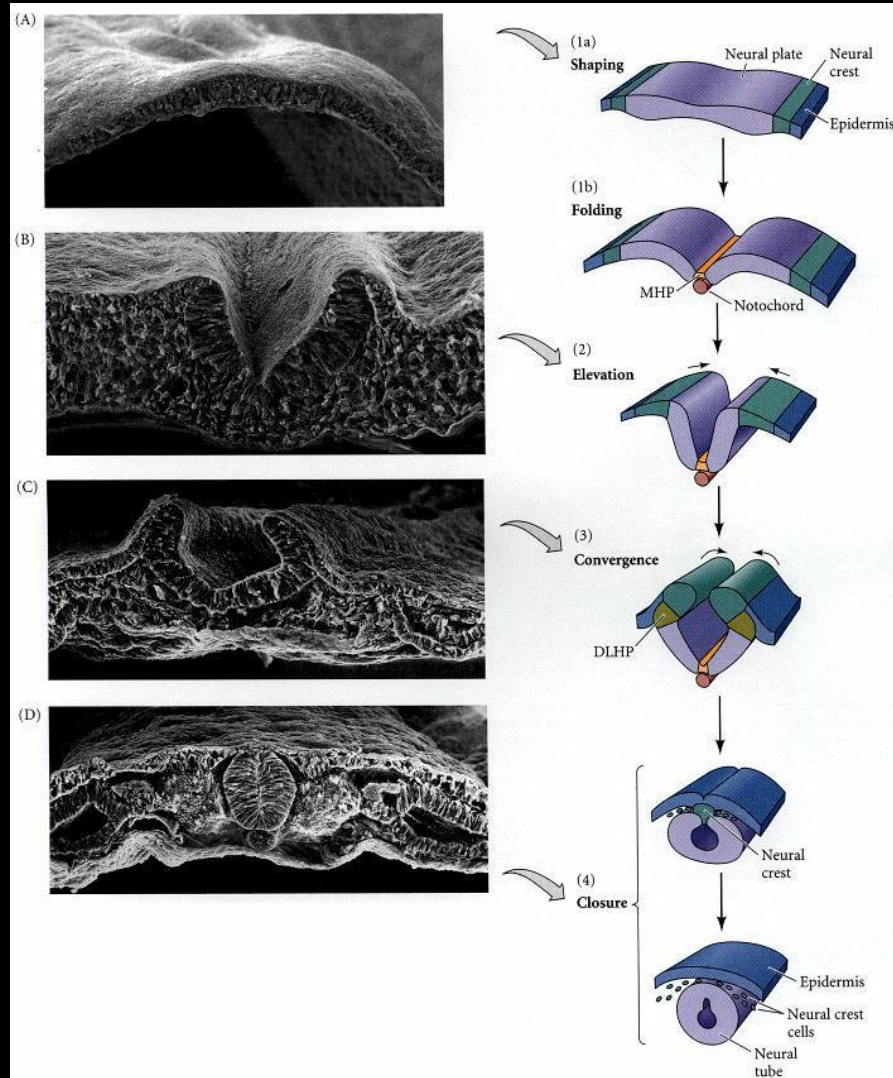 (A)
(1a)
Shaping
Neural plate
Neural
crest
Epidermis
(1b)
Folding
MHP
Notochord
(B)
(2)
Elevation
(C)
(3)
Convergence
DLHP
(D)
Neural
crest
(4)
Closure
Epidermis
Neural crest
cells
Neural
tube